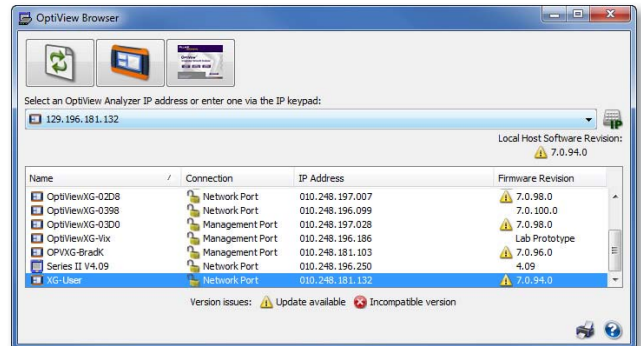 OptiView Browser
Select an OptiView Analyzer IP address or enter one via the IP keypad:
129.196.181.132
IP
Local Host Software Revision:
7.0.94.0
Name / Connection IP Address Firmware Revision
OptiViewXG-02D8 Network Port 010.248.197.007 7.0.98.0
OptiViewXG-0398 Network Port 010.248.196.099 7.0.100.0
OptiViewXG-03D0 Management Port 010.248.197.028 7.0.98.0
OptiViewXG-Vix Management Port 010.248.196.186 Lab Prototype
OPVXG-BradK Management Port 010.248.181.103 7.0.96.0
Series II V4.09 Network Port 010.248.196.250 4.09
XG-User Network Port 010.248.181.132 7.0.94.0
Version issues: Update available Incompatible version